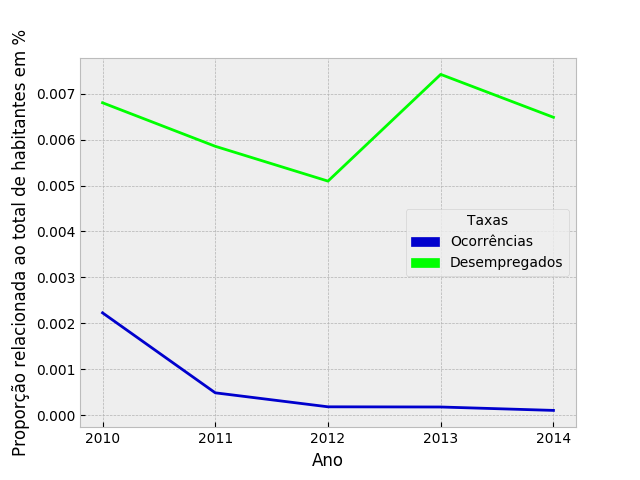 Proporção relacionada ao total de habitantes em %
0.007
0.006
0.005
0.004
0.003
0.002
0.001
0.000
Taxas
Ocorrências
Desempregados
2010 2011 2012 2013 2014
Ano